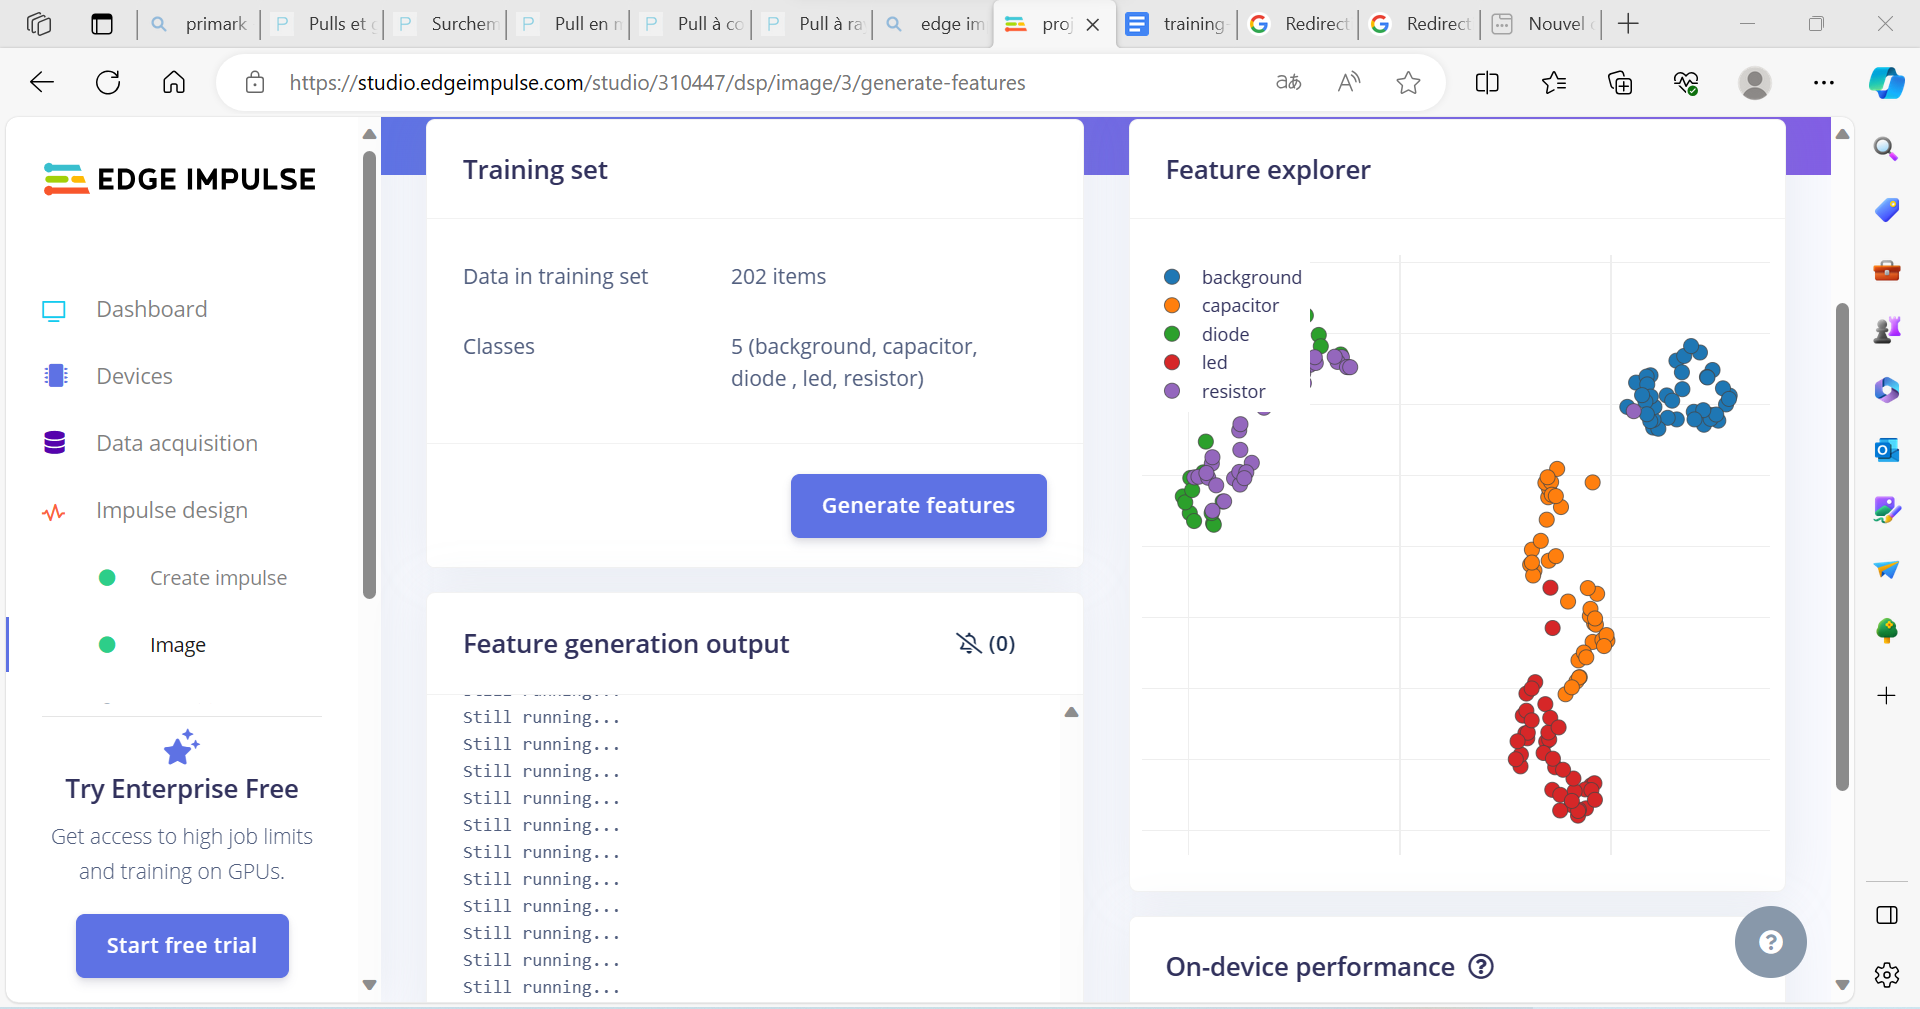 primark
Pulls et g
Surchem
Pull en m
Pull à co
Pull à ra
edge im
proj
training-
Redirect
Redirect
Nouvel o
https://studio.edgeimpulse.com/studio/310447/dsp/image/3/generate-features
EDGE IMPULSE
Dashboard
Devices
Data acquisition
Impulse design
Create impulse
Image
Try Enterprise Free
Get access to high job limits
and training on GPUs.
Start free trial
Training set
Data in training set 202 items
Classes 5 (background, capacitor,
diode , led, resistor)
Generate features
Feature generation output (0)
Still running...
Still running...
Still running...
Still running...
Still running...
Still running...
Still running...
Still running...
Still running...
Still running...
Still running...
Still running...
Feature explorer
background
capacitor
diode
led
resistor
On-device performance ?
?